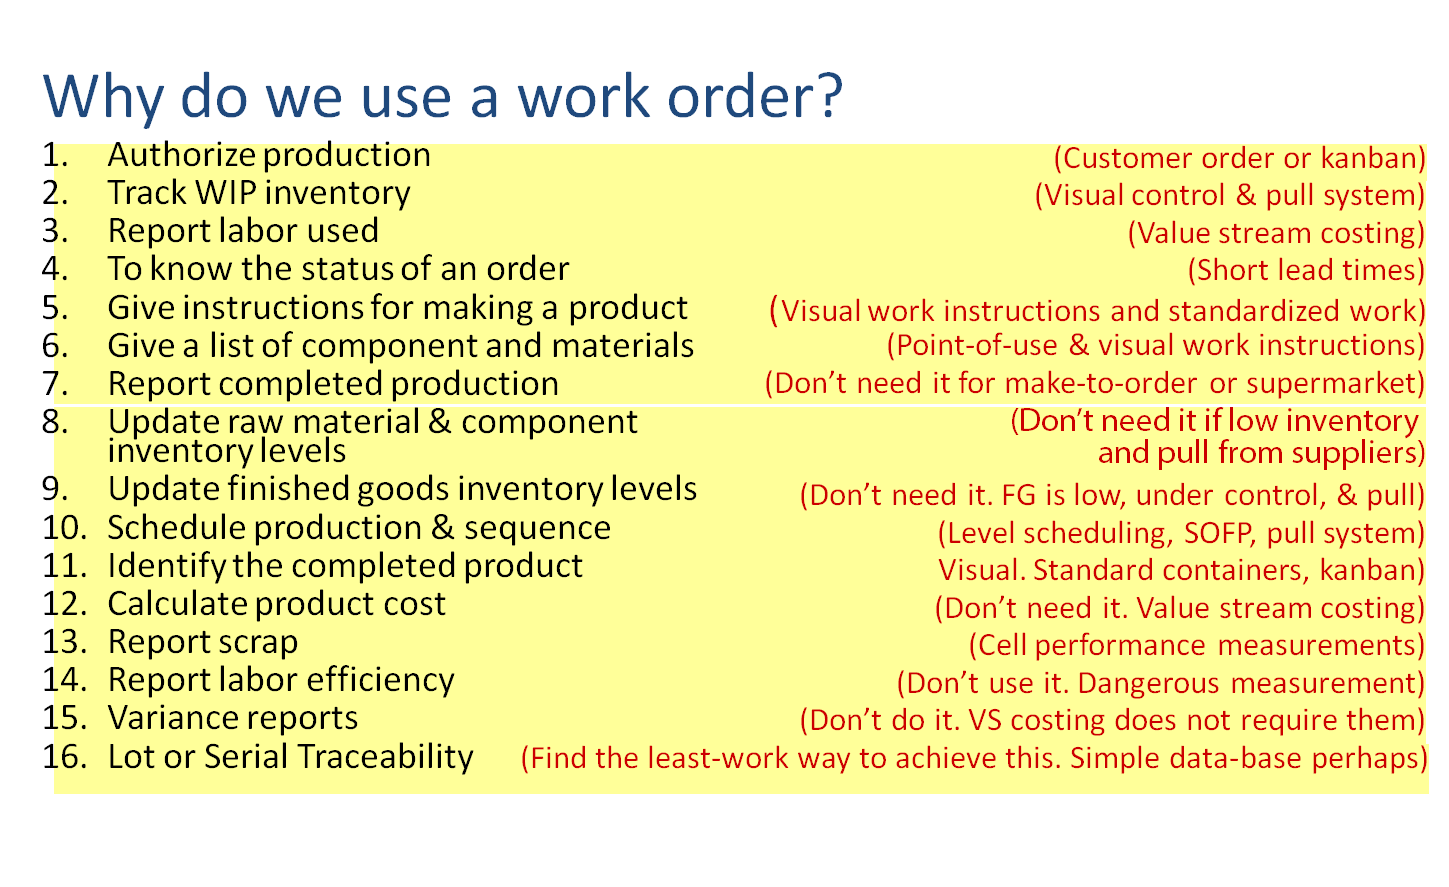 Why do we use a work order?
1. Authorize production (Customer order or kanban)
2. Track WIP inventory (Visual control & pull system)
3. Report labor used (Value stream costing)
4. To know the status of an order (Short lead times)
5. Give instructions for making a product (Visual work instructions and standardized work)
6. Give a list of component and materials (Point-of-use & visual work instructions)
7. Report completed production (Don't need it for make-to-order or supermarket)
8. Update raw material & component (Don't need it if low inventory
inventory levels and pull from suppliers)
9. Update finished goods inventory levels (Don't need it. FG is low, under control, & pull)
10. Schedule production & sequence (Level scheduling, SOFP, pull system)
11. Identify the completed product Visual. Standard containers, kanban)
12. Calculate product cost (Don't need it. Value stream costing)
13. Report scrap (Cell performance measurements)
14. Report labor efficiency (Don't use it. Dangerous measurement)
15. Variance reports (Don't do it. VS costing does not require them)
16. Lot or Serial Traceability (Find the least-work way to achieve this. Simple data-base perhaps)